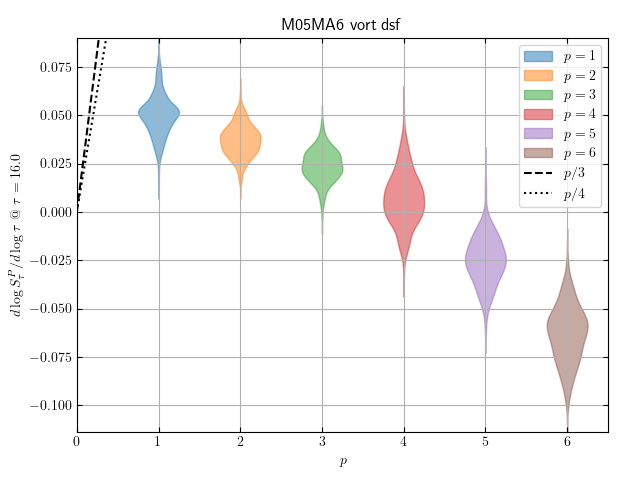 M05MA6 vort dsf
d log S_τ^P / d log τ @ τ = 16.0
0.075
0.050
0.025
0.000
−0.025
−0.050
−0.075
−0.100
0 1 2 3 4 5 6
p
p = 1
p = 2
p = 3
p = 4
p = 5
p = 6
p/3
p/4